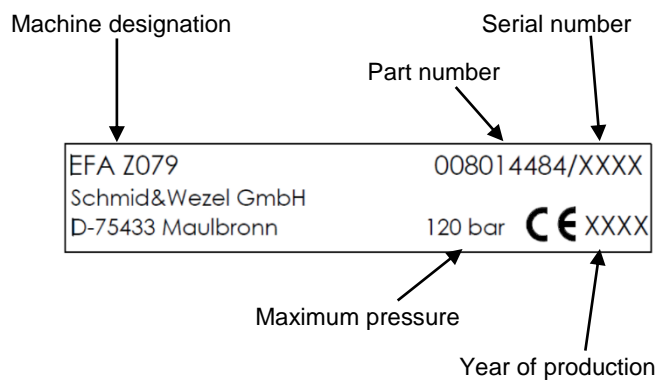 Machine designation
Serial number
Part number
EFA Z079 008014484/XXXX
Schmid&Wezel GmbH
D-75433 Maulbronn 120 bar CE XXXX
Maximum pressure
Year of production